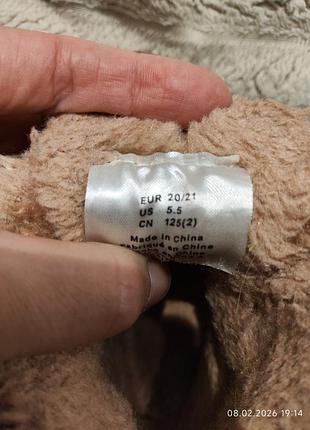 EUR 20/21
US 5.5
CN 125(2)
Made in China
Fabriqué en Chine
08.02.2026 19:14